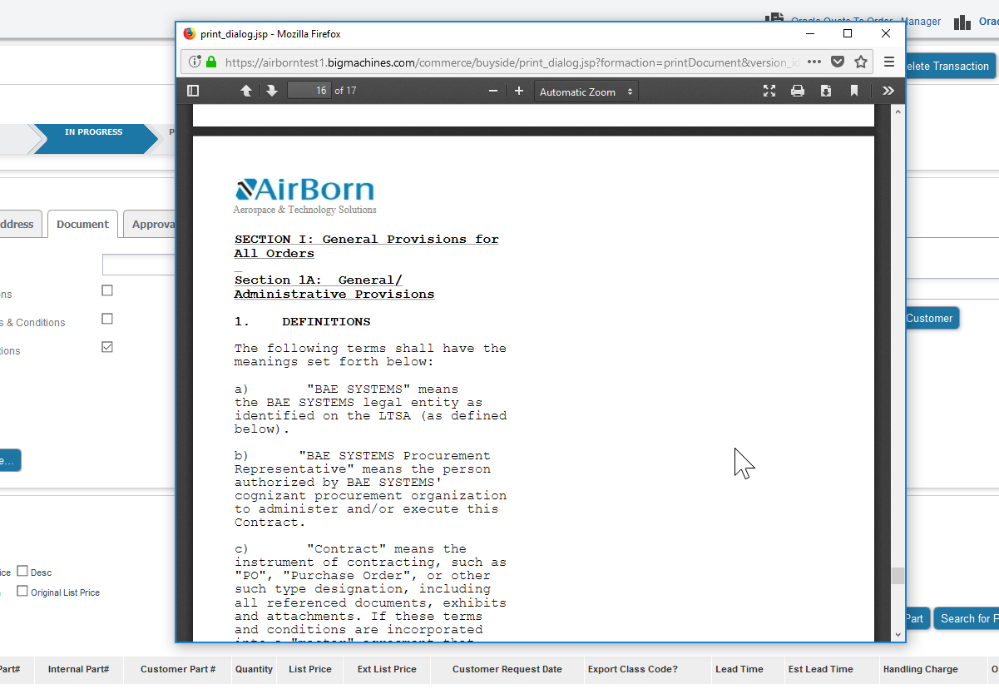 Oracle Quote To Order Manager
Orac
print_dialog.jsp - Mozilla Firefox
https://airborntest1.bigmachines.com/commerce/buyside/print_dialog.jsp?formaction=printDocument&version_id
elete Transaction
16 of 17
Automatic Zoom
IN PROGRESS
P
AirBorn
Aerospace & Technology Solutions
ddress
Document
Approva
SECTION I: General Provisions for
All Orders
Section 1A: General/
Administrative Provisions
ons
s & Conditions
tions
Customer
1. DEFINITIONS
The following terms shall have the
meanings set forth below:
a) "BAE SYSTEMS" means
the BAE SYSTEMS legal entity as
identified on the LTSA (as defined
below).
b) "BAE SYSTEMS Procurement
Representative" means the person
authorized by BAE SYSTEMS'
cognizant procurement organization
to administer and/or execute this
Contract.
e...
c) "Contract" means the
instrument of contracting, such as
"PO", "Purchase Order", or other
such type designation, including
all referenced documents, exhibits
and attachments. If these terms
and conditions are incorporated
into a "master" agreement that
ice
Desc
Original List Price
Part
Search for F
Part#
Internal Part#
Customer Part #
Quantity
List Price
Ext List Price
Customer Request Date
Export Class Code?
Lead Time
Est Lead Time
Handling Charge
O